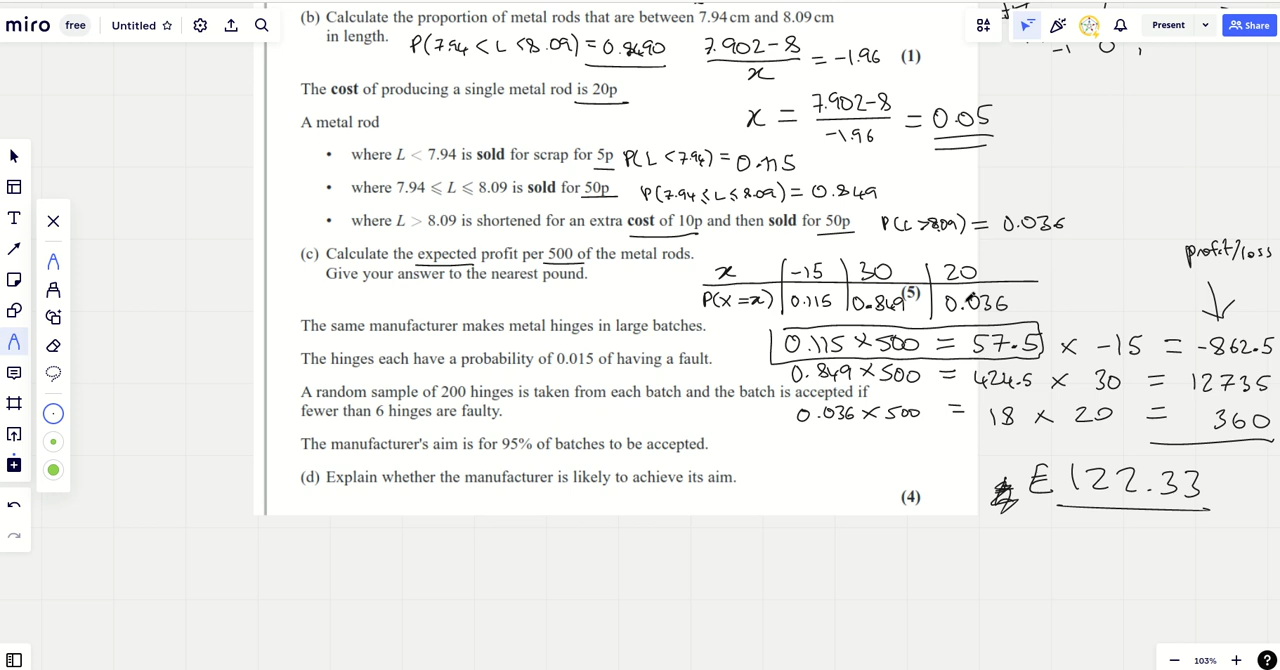 miro free Untitled Present Share
(b) Calculate the proportion of metal rods that are between 7.94 cm and 8.09 cm
in length. (1)
P(7.94 < L < 8.09) = 0.8490
7.902-8 / x = -1.96
The cost of producing a single metal rod is 20p
x = 7.902-8 / -1.96 = 0.05
A metal rod
• where L < 7.94 is sold for scrap for 5p P(L < 7.94) = 0.115
• where 7.94 ⩽ L ⩽ 8.09 is sold for 50p P(7.94 ≤ L ≤ 8.09) = 0.849
• where L > 8.09 is shortened for an extra cost of 10p and then sold for 50p P(L > 8.09) = 0.036
(c) Calculate the expected profit per 500 of the metal rods.
Give your answer to the nearest pound.
(5)
profit/loss
x -15 30 20
P(X = x) 0.115 0.849 0.036
The same manufacturer makes metal hinges in large batches.
0.115 × 500 = 57.5 × -15 = -862.5
The hinges each have a probability of 0.015 of having a fault.
0.849 × 500 = 424.5 × 30 = 12735
A random sample of 200 hinges is taken from each batch and the batch is accepted if
fewer than 6 hinges are faulty.
0.036 × 500 = 18 × 20 = 360
The manufacturer's aim is for 95% of batches to be accepted.
(d) Explain whether the manufacturer is likely to achieve its aim.
£122.33
(4)
103%